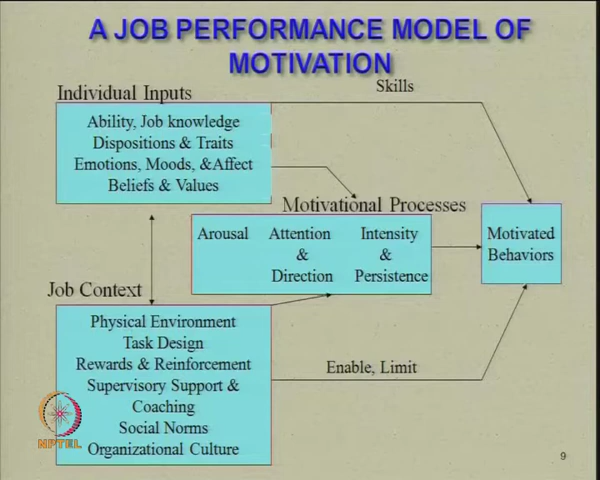 A JOB PERFORMANCE MODEL OF
MOTIVATION
Individual Inputs
Skills
Ability, Job knowledge
Dispositions & Traits
Emotions, Moods, &Affect
Beliefs & Values
Motivational Processes
Arousal Attention Intensity
& &
Direction Persistence
Motivated
Behaviors
Job Context
Physical Environment
Task Design
Rewards & Reinforcement
Supervisory Support &
Coaching
Social Norms
Organizational Culture
Enable, Limit
NPTEL
9